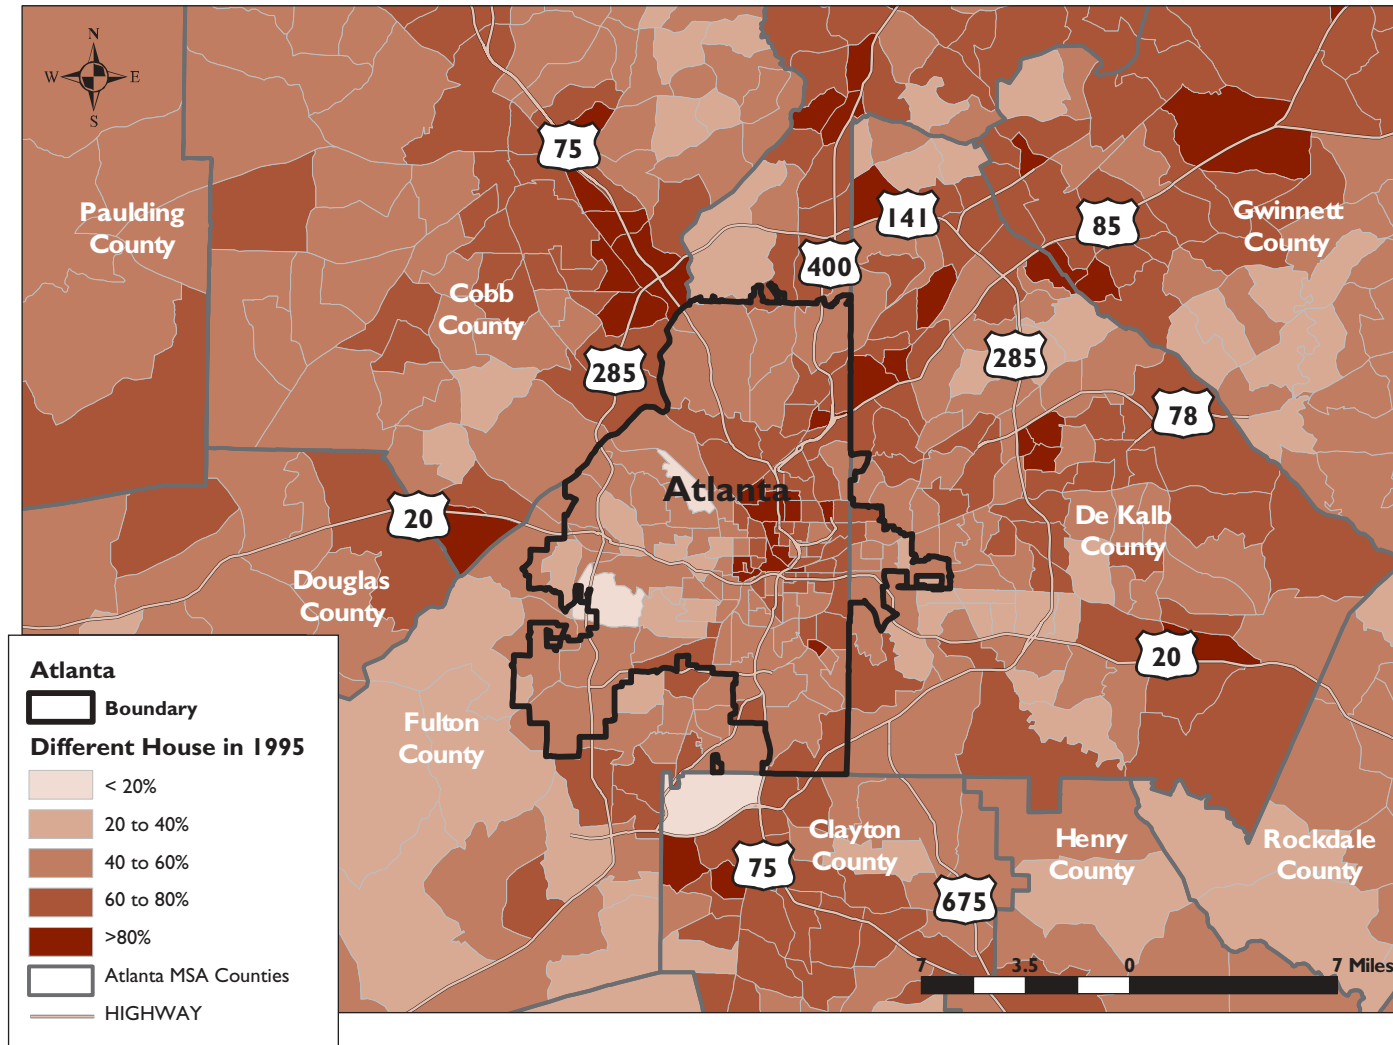 N
W E
S
75
141
85
Paulding
County
Gwinnett
County
400
Cobb
County
285
285
78
Atlanta
20
De Kalb
County
Douglas
County
20
Fulton
County
Clayton
County
Henry
County
Rockdale
County
75
675
7 3.5 0 7 Miles
Atlanta
Boundary
Different House in 1995
< 20%
20 to 40%
40 to 60%
60 to 80%
>80%
Atlanta MSA Counties
HIGHWAY